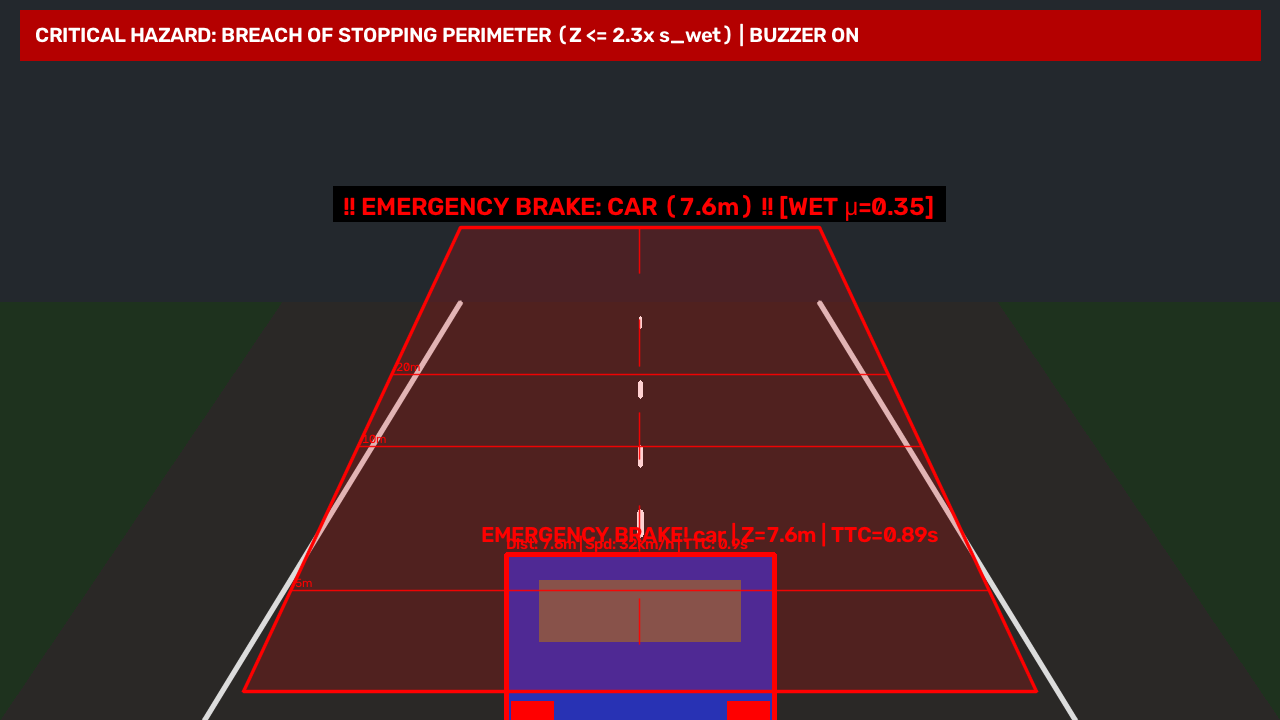 CRITICAL HAZARD: BREACH OF STOPPING PERIMETER (Z <= 2.3x s_wet) | BUZZER ON
!! EMERGENCY BRAKE: CAR (7.6m) !! [WET μ=0.35]
20m
10m
EMERGENCY BRAKE! car | Z=7.6m | TTC=0.89s
Dist: 7.6m | Spd: 32km/h | TTC: 0.9s
5m